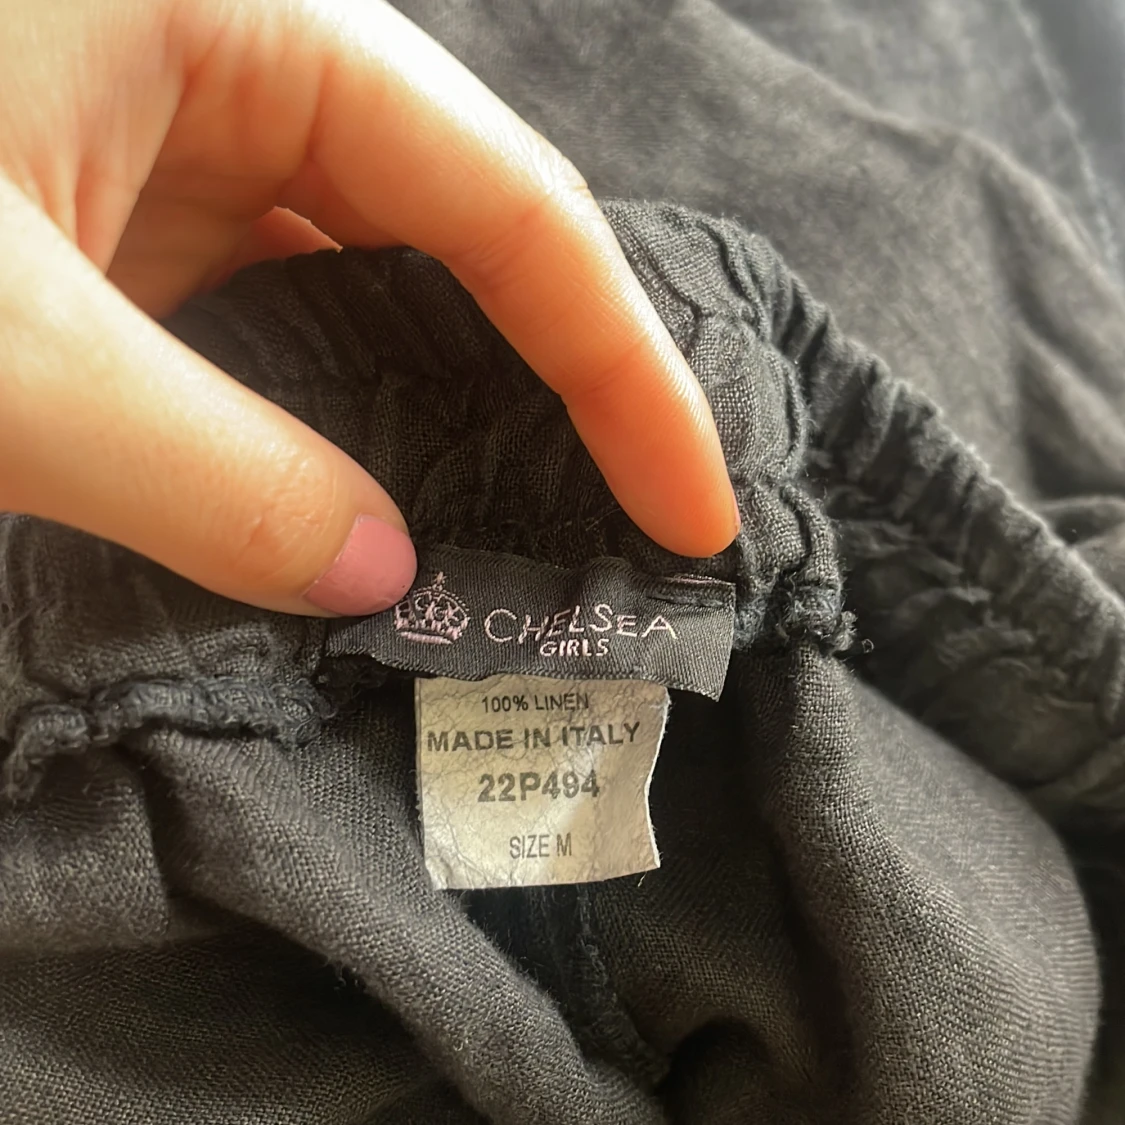 CHELSEA
GIRLS
100% LINEN
MADE IN ITALY
22P494
SIZE M